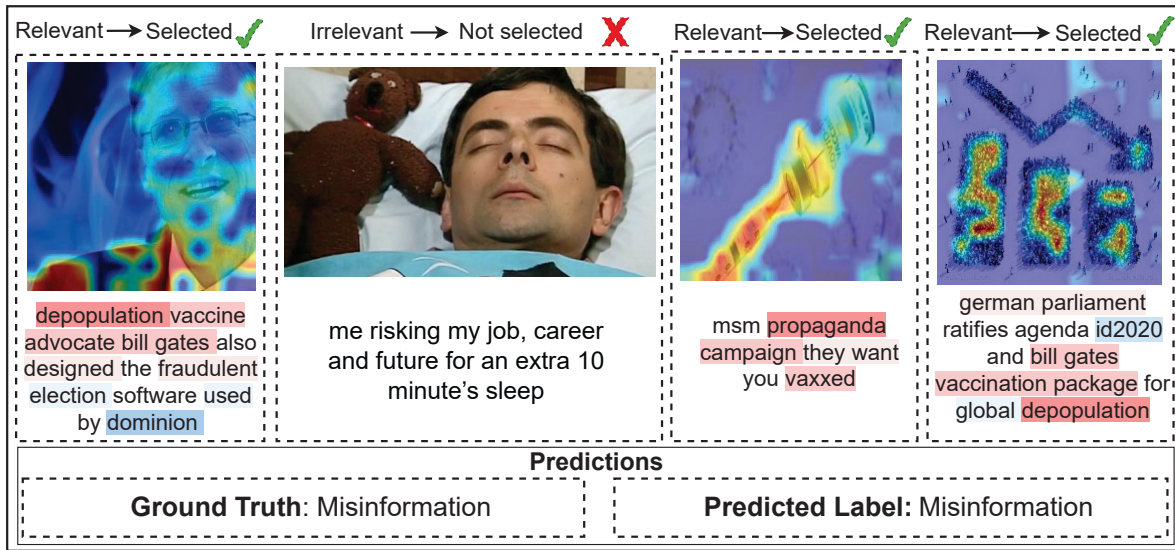 Relevant → Selected
Irrelevant → Not selected
Relevant → Selected
Relevant → Selected
depopulation vaccine
advocate bill gates also
designed the fraudulent
election software used
by dominion
me risking my job, career
and future for an extra 10
minute’s sleep
msm propaganda
campaign they want
you vaxxed
german parliament
ratifies agenda id2020
and bill gates
vaccination package for
global depopulation
Predictions
Ground Truth: Misinformation
Predicted Label: Misinformation